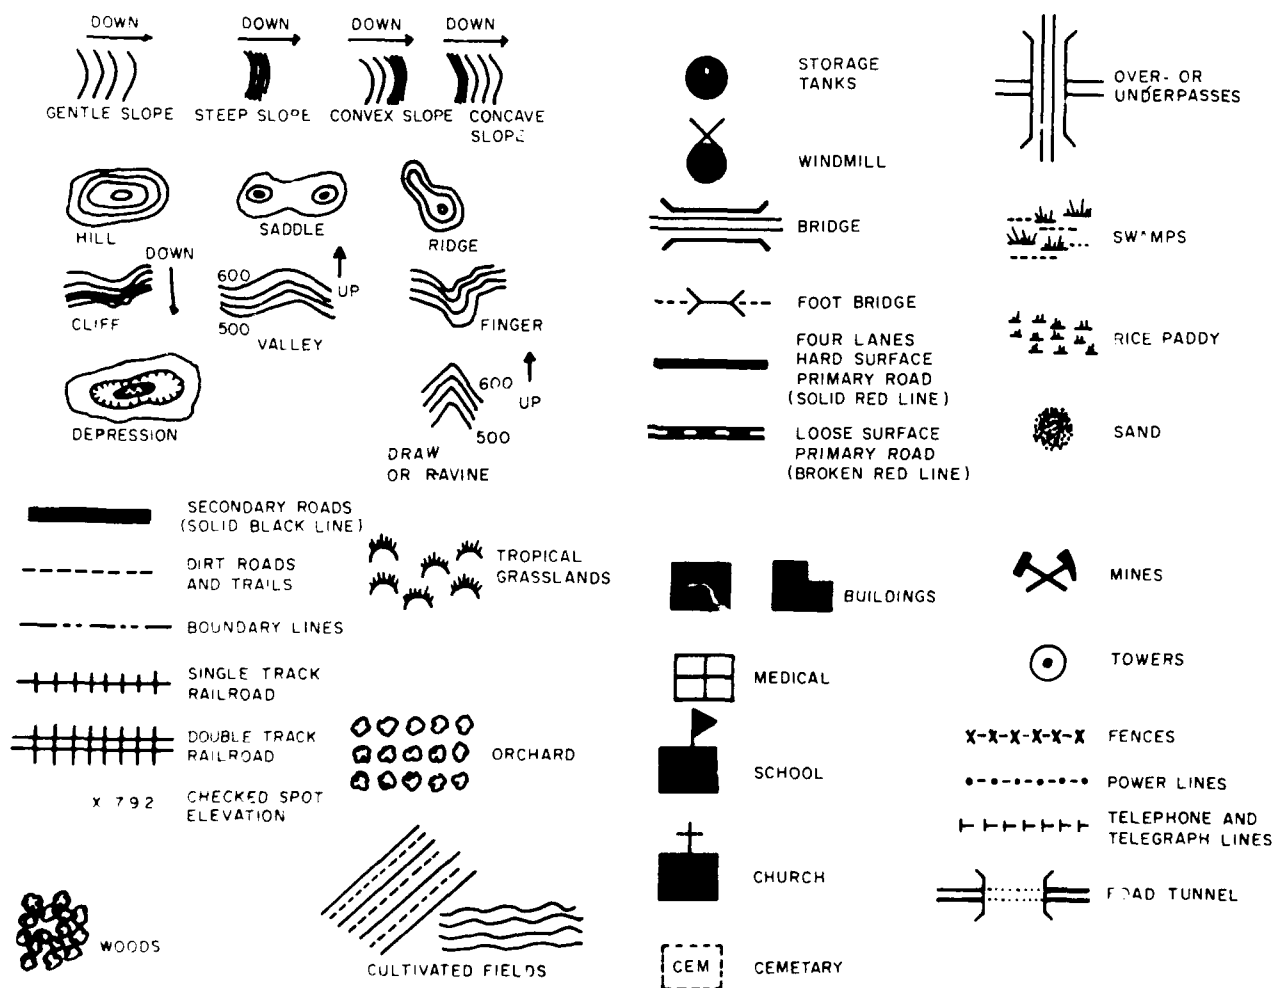 DOWN
DOWN
DOWN
DOWN
GENTLE SLOPE
STEEP SLOPE
CONVEX SLOPE
CONCAVE
SLOPE
HILL
SADDLE
RIDGE
DOWN
CLIFF
600
500
VALLEY
UP
FINGER
DEPRESSION
600
500
UP
DRAW
OR RAVINE
SECONDARY ROADS
(SOLID BLACK LINE)
DIRT ROADS
AND TRAILS
BOUNDARY LINES
SINGLE TRACK
RAILROAD
DOUBLE TRACK
RAILROAD
X 792
CHECKED SPOT
ELEVATION
TROPICAL
GRASSLANDS
ORCHARD
WOODS
CULTIVATED FIELDS
STORAGE
TANKS
WINDMILL
BRIDGE
FOOT BRIDGE
FOUR LANES
HARD SURFACE
PRIMARY ROAD
(SOLID RED LINE)
LOOSE SURFACE
PRIMARY ROAD
(BROKEN RED LINE)
BUILDINGS
MEDICAL
SCHOOL
CHURCH
CEM
CEMETARY
OVER- OR
UNDERPASSES
SWAMPS
RICE PADDY
SAND
MINES
TOWERS
FENCES
POWER LINES
TELEPHONE AND
TELEGRAPH LINES
ROAD TUNNEL